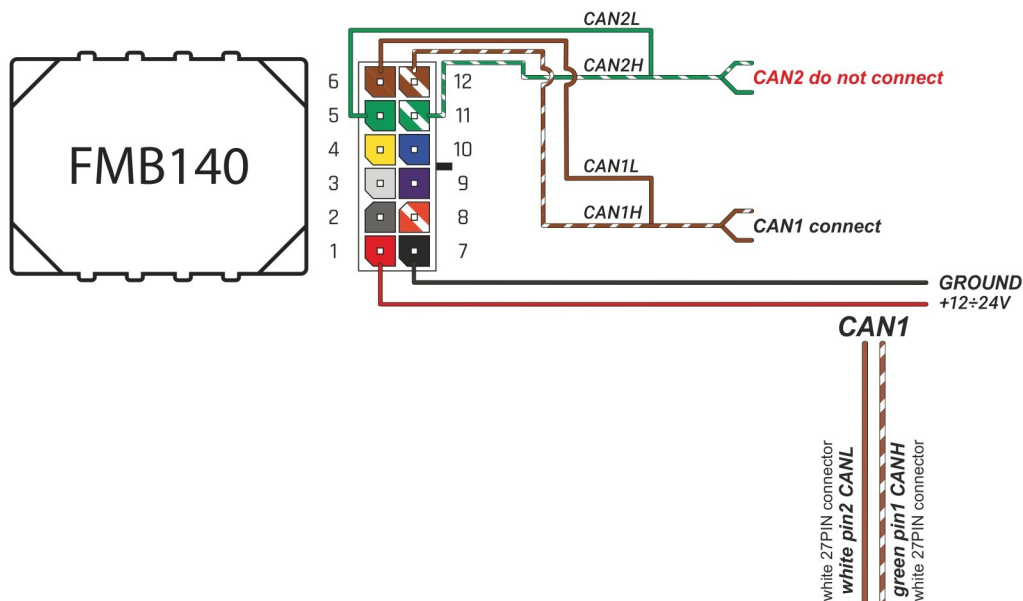 CAN2L
CAN2H
CAN2 do not connect
FMB140
6
12
5
11
4
10
3
9
2
8
1
7
CAN1L
CAN1H
CAN1 connect
GROUND
+12÷24V
CAN1
white 27PIN connector
white pin2 CANL
green pin1 CANH
white 27PIN connector